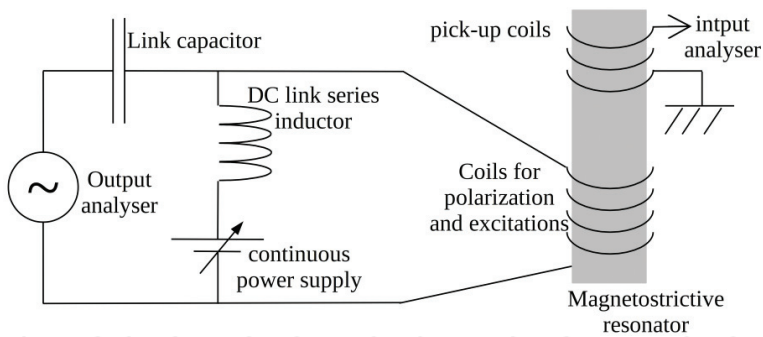 Link capacitor
pick-up coils
intput
analyser
DC link series
inductor
Output
analyser
Coils for
polarization
and excitations
continuous
power supply
Magnetostrictive
resonator